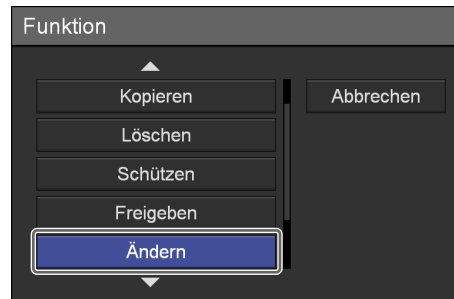 Funktion
Kopieren
Abbrechen
Löschen
Schützen
Freigeben
Ändern